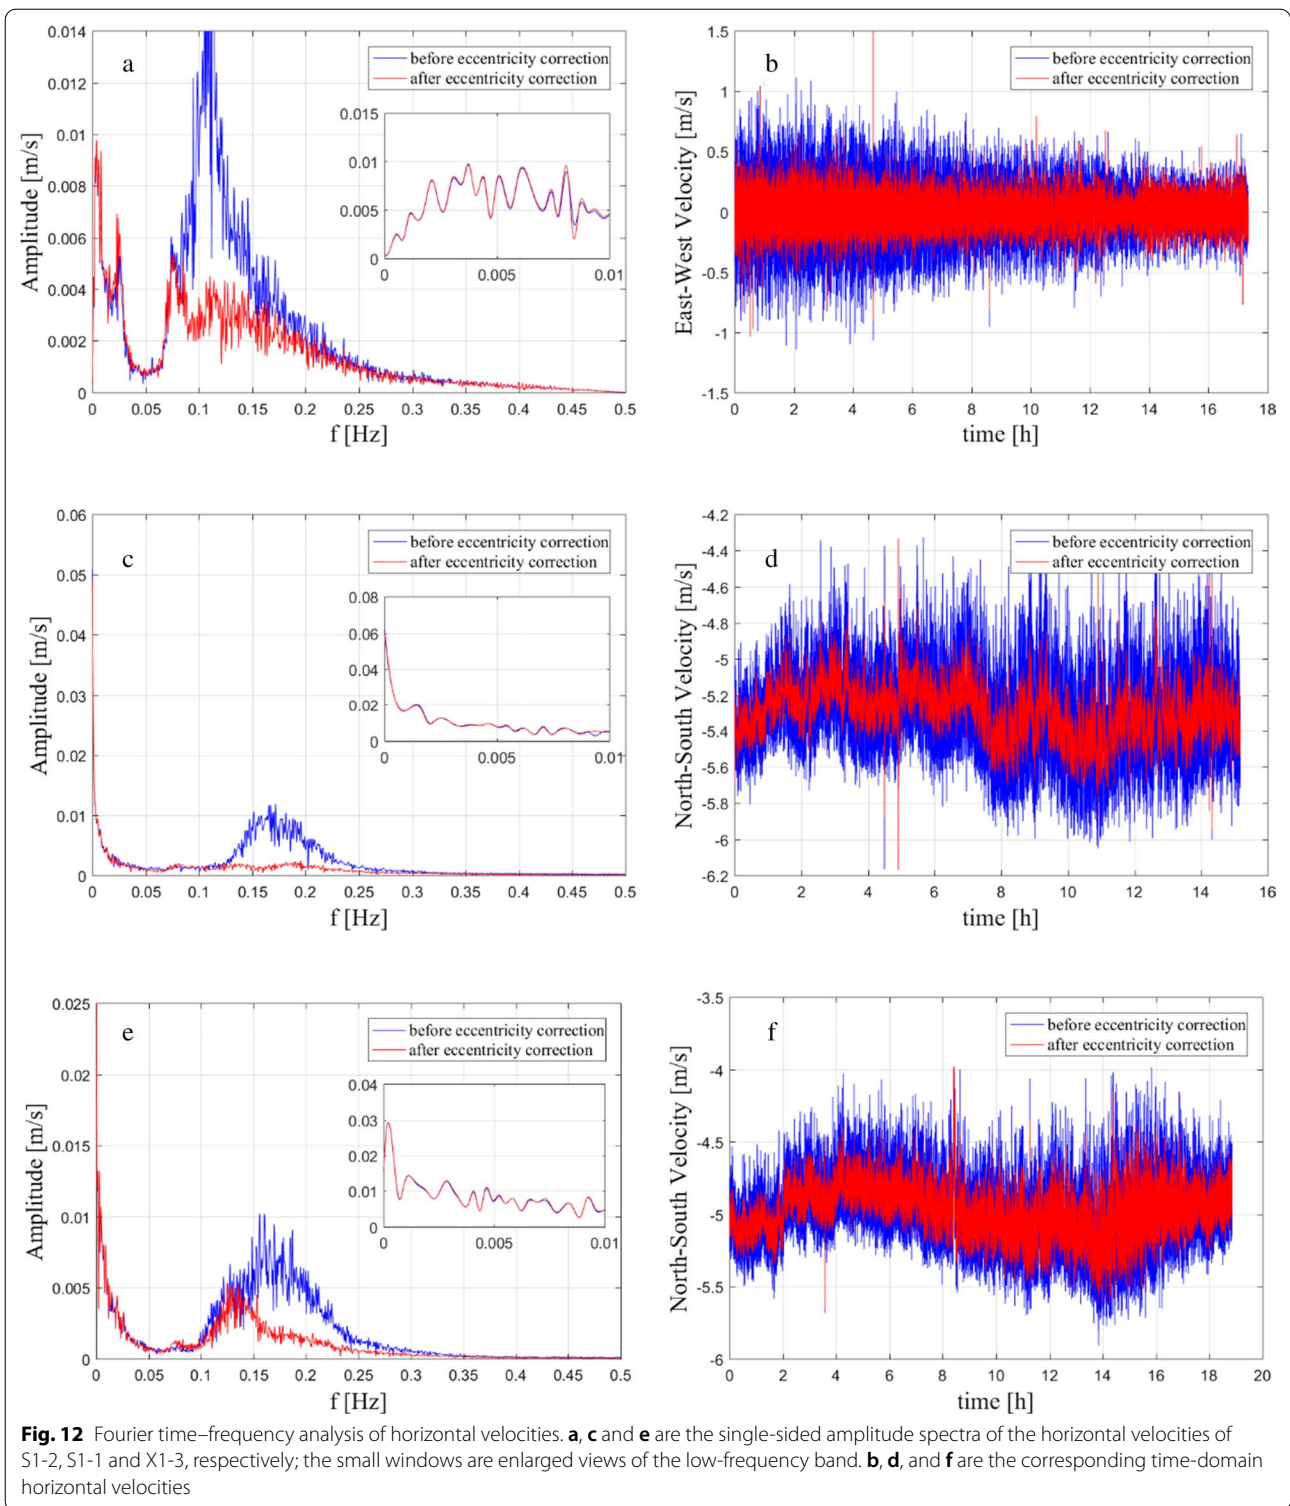 a
before eccentricity correction
after eccentricity correction
Amplitude [m/s]
0.014
0.012
0.01
0.008
0.006
0.004
0.002
0
0.015
0.010
0.005
0
0 0.005 0.01
0 0.05 0.1 0.15 0.2 0.25 0.3 0.35 0.4 0.45 0.5
f [Hz]
b
before eccentricity correction
after eccentricity correction
East-West Velocity [m/s]
1.5
1
0.5
0
-0.5
-1
-1.5
0 2 4 6 8 10 12 14 16 18
time [h]
c
before eccentricity correction
after eccentricity correction
Amplitude [m/s]
0.06
0.05
0.04
0.03
0.02
0.01
0
0.08
0.06
0.04
0.02
0
0 0.005 0.01
0 0.05 0.1 0.15 0.2 0.25 0.3 0.35 0.4 0.45 0.5
f [Hz]
d
before eccentricity correction
after eccentricity correction
North-South Velocity [m/s]
-4.2
-4.4
-4.6
-4.8
-5
-5.2
-5.4
-5.6
-5.8
-6
-6.2
0 2 4 6 8 10 12 14 16
time [h]
e
before eccentricity correction
after eccentricity correction
Amplitude [m/s]
0.025
0.02
0.015
0.01
0.005
0
0.04
0.03
0.02
0.01
0
0 0.005 0.01
0 0.05 0.1 0.15 0.2 0.25 0.3 0.35 0.4 0.45 0.5
f [Hz]
f
before eccentricity correction
after eccentricity correction
North-South Velocity [m/s]
-3.5
-4
-4.5
-5
-5.5
-6
0 2 4 6 8 10 12 14 16 18 20
time [h]
Fig. 12 Fourier time–frequency analysis of horizontal velocities. a, c and e are the single-sided amplitude spectra of the horizontal velocities of
S1-2, S1-1 and X1-3, respectively; the small windows are enlarged views of the low-frequency band. b, d, and f are the corresponding time-domain
horizontal velocities